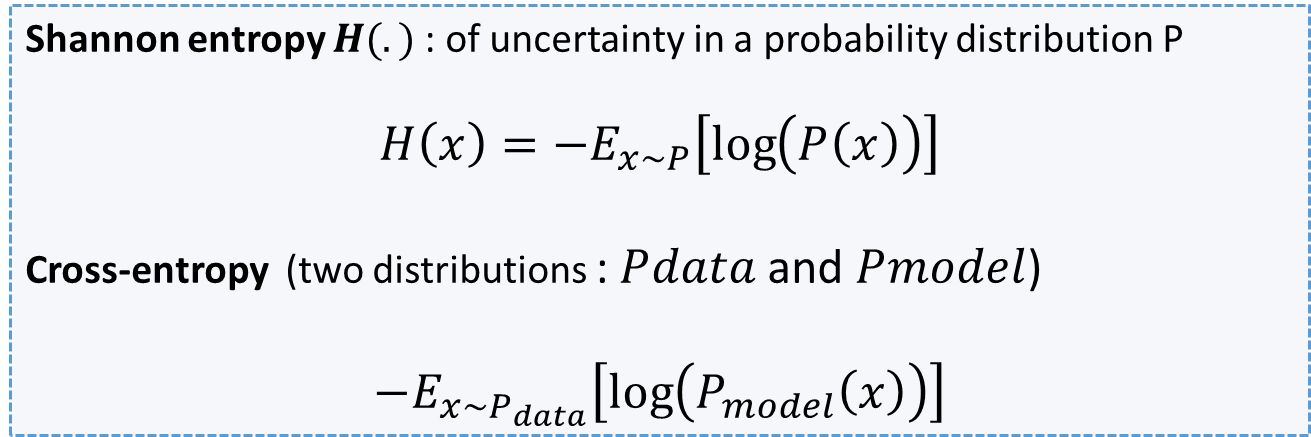 Shannon entropy H(.) : of uncertainty in a probability distribution P
H(x) = −E_{x~P}[log(P(x))]
Cross-entropy (two distributions : Pdata and Pmodel)
−E_{x~P_{data}}[log(P_{model}(x))]